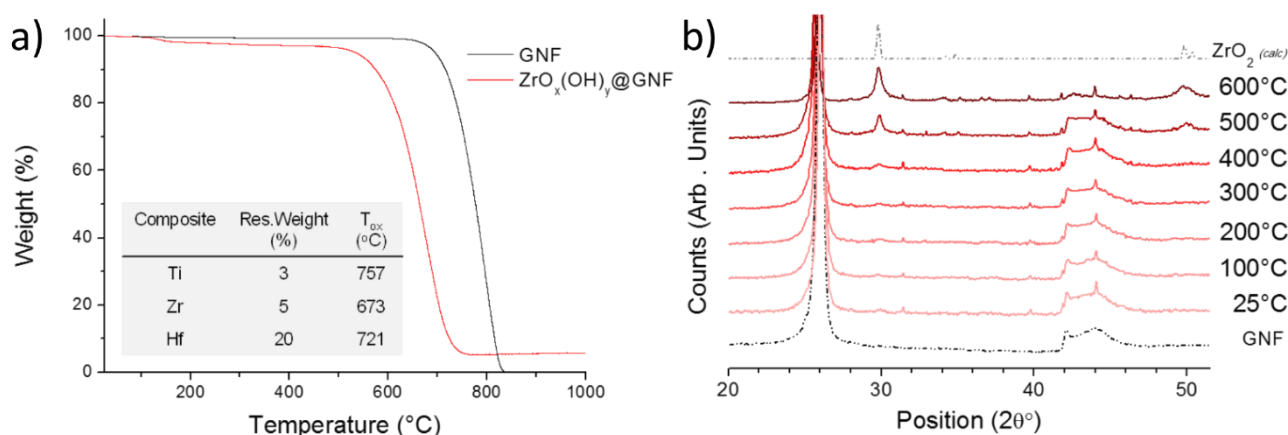 a)
100
80
60
40
20
0
Weight (%)
200
400
600
800
1000
Temperature (°C)
GNF
ZrOx(OH)y@GNF
Composite Res.Weight (%) Tox (°C)
Ti 3 757
Zr 5 673
Hf 20 721
b)
Counts (Arb. Units)
ZrO2 (calc)
600°C
500°C
400°C
300°C
200°C
100°C
25°C
GNF
20
30
40
50
Position (2θ°)